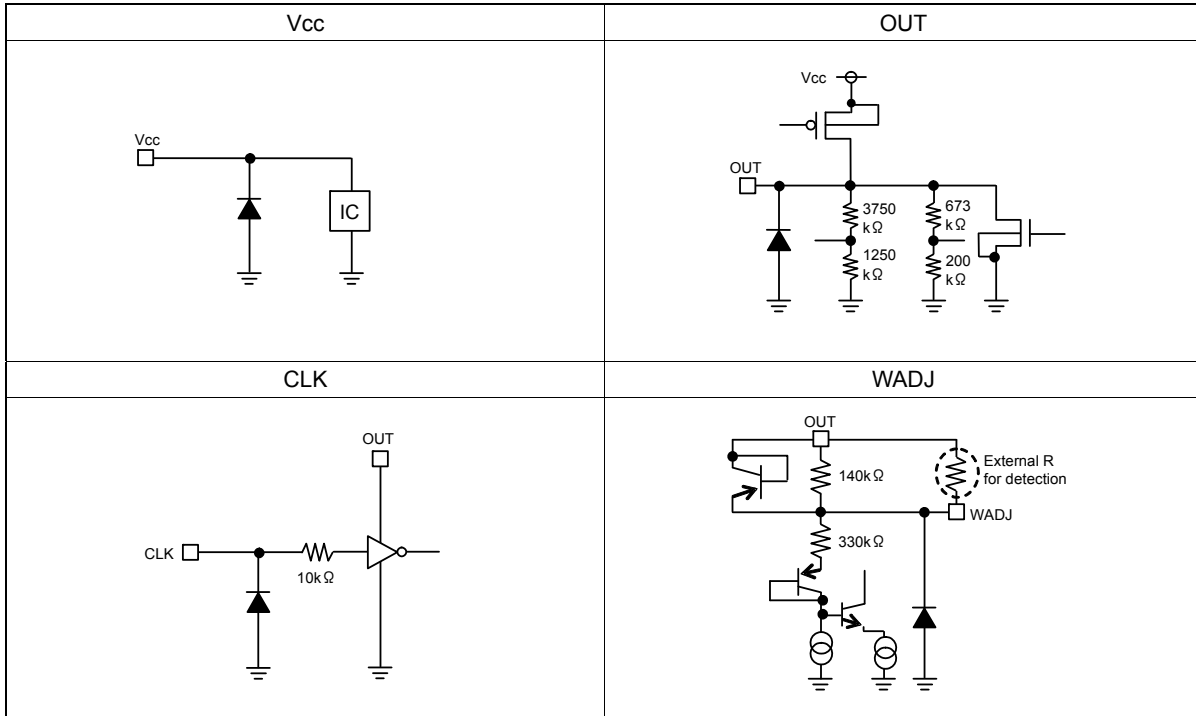 Vcc
OUT
Vcc
IC
Vcc
OUT
3750
kΩ
673
kΩ
1250
kΩ
200
kΩ
CLK
WADJ
OUT
CLK
10kΩ
OUT
140kΩ
External R
for detection
WADJ
330kΩ